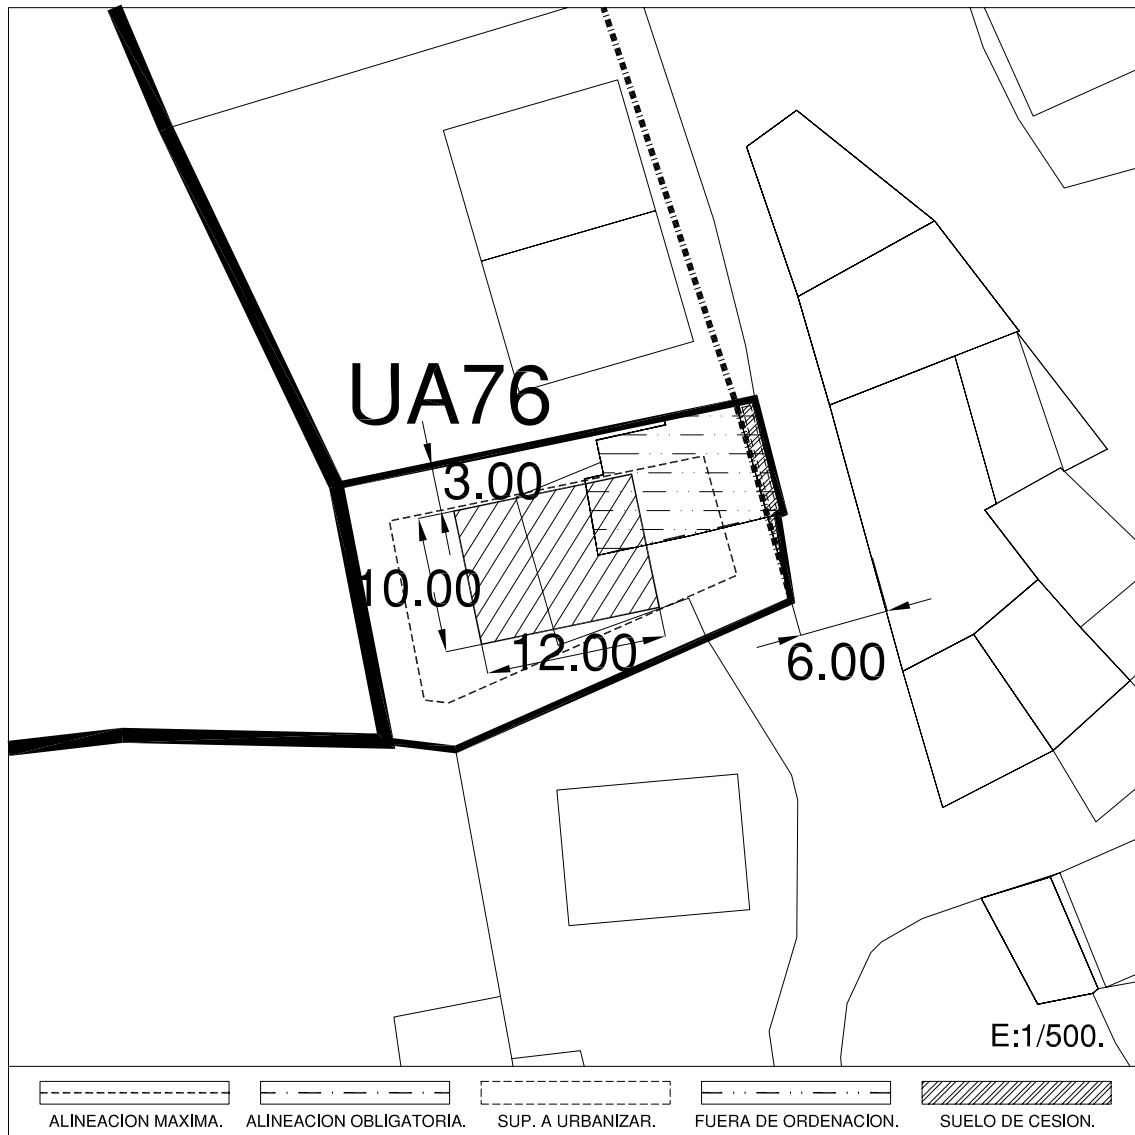 UA76
3.00
10.00
12.00
6.00
E:1/500.
ALINEACION MAXIMA.
ALINEACION OBLIGATORIA.
SUP. A URBANIZAR.
FUERA DE ORDENACION.
SUELO DE CESION.